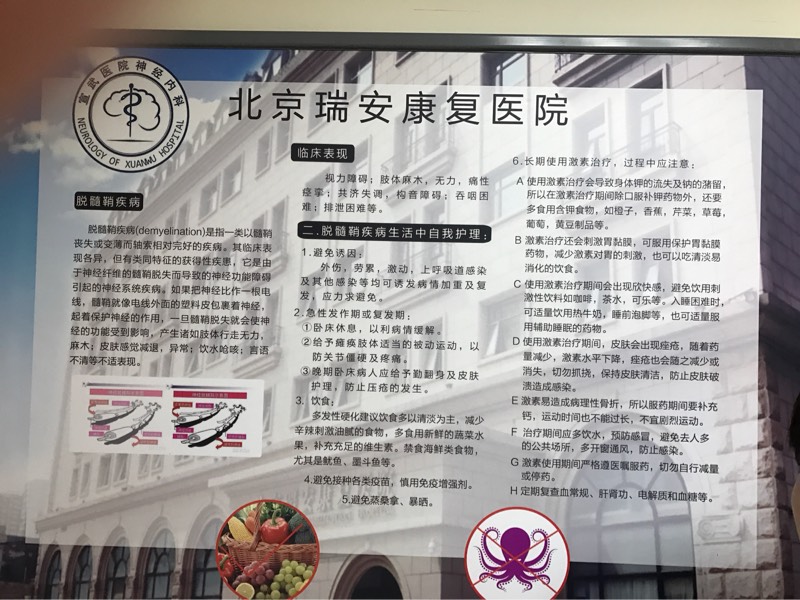 宣武医院神经内科
NEUROLOGY OF XUANWU HOSPITAL
北京瑞安康复医院
脱髓鞘疾病
脱髓鞘疾病(demyelination)是指一类以髓鞘
丧失或变薄而轴索相对完好的疾病。其临床表
现各异，但有类同特征的获得性疾患，它是由
于神经纤维的髓鞘脱失而导致的神经功能障碍
引起的神经系统疾病。如果把神经比作一根电
线，髓鞘就像电线外面的塑料皮包裹着神经，
起着保护神经的作用，一旦髓鞘脱失就会使神
经的功能受到影响，产生诸如肢体行走无力，
麻木；皮肤感觉减退，异常；饮水呛咳；言语
不清等不适表现。
临床表现
视力障碍；肢体麻木，无力，痛性
痉挛；共济失调，构音障碍；吞咽困
难；排泄困难等。
二.脱髓鞘疾病生活中自我护理：
1.避免诱因：
外伤，劳累，激动，上呼吸道感染
及其他感染等均可诱发病情加重及复
发，应力求避免。
2.急性发作期或复发期：
①卧床休息，以利病情缓解。
②给予瘫痪肢体适当的被动运动，以
防关节僵硬及疼痛。
③晚期卧床病人应给予勤翻身及皮肤
护理，防止压疮的发生。
3. 饮食：
多发性硬化建议饮食多以清淡为主，减少
辛辣刺激油腻的食物，多食用新鲜的蔬菜水
果，补充充足的维生素。禁食海鲜类食物，
尤其是鱿鱼、墨斗鱼等。
4.避免接种各类疫苗，慎用免疫增强剂。
5.避免蒸桑拿、暴晒。
6.长期使用激素治疗，过程中应注意：
A 使用激素治疗会导致身体钾的流失及钠的潴留，
所以在激素治疗期间除口服补钾药物外，还要
多食用含钾食物，如橙子，香蕉，芹菜，草莓，
葡萄，黄豆制品等。
B 激素治疗还会刺激胃黏膜，可服用保护胃黏膜
药物，减少激素对胃的刺激，也可以吃清淡易
消化的饮食。
C 使用激素治疗期间会出现欣快感，避免饮用刺
激性饮料如咖啡，茶水，可乐等。入睡困难时，
可适量饮用热牛奶，睡前泡脚等，也可适量服
用辅助睡眠的药物。
D 使用激素治疗期间，皮肤会出现痤疮，随着药
量减少，激素水平下降，痤疮也会随之减少或
消失，切勿抓挠，保持皮肤清洁，防止皮肤破
溃造成感染。
E 激素易造成病理性骨折，所以服药期间要补充
钙，运动时间也不能过长，不宜剧烈运动。
F 治疗期间应多饮水，预防感冒，避免去人多
的公共场所，多开窗通风，防止感染。
G 激素使用期间严格遵医嘱服药，切勿自行减量
或停药。
H 定期复查血常规、肝肾功、电解质和血糖等。